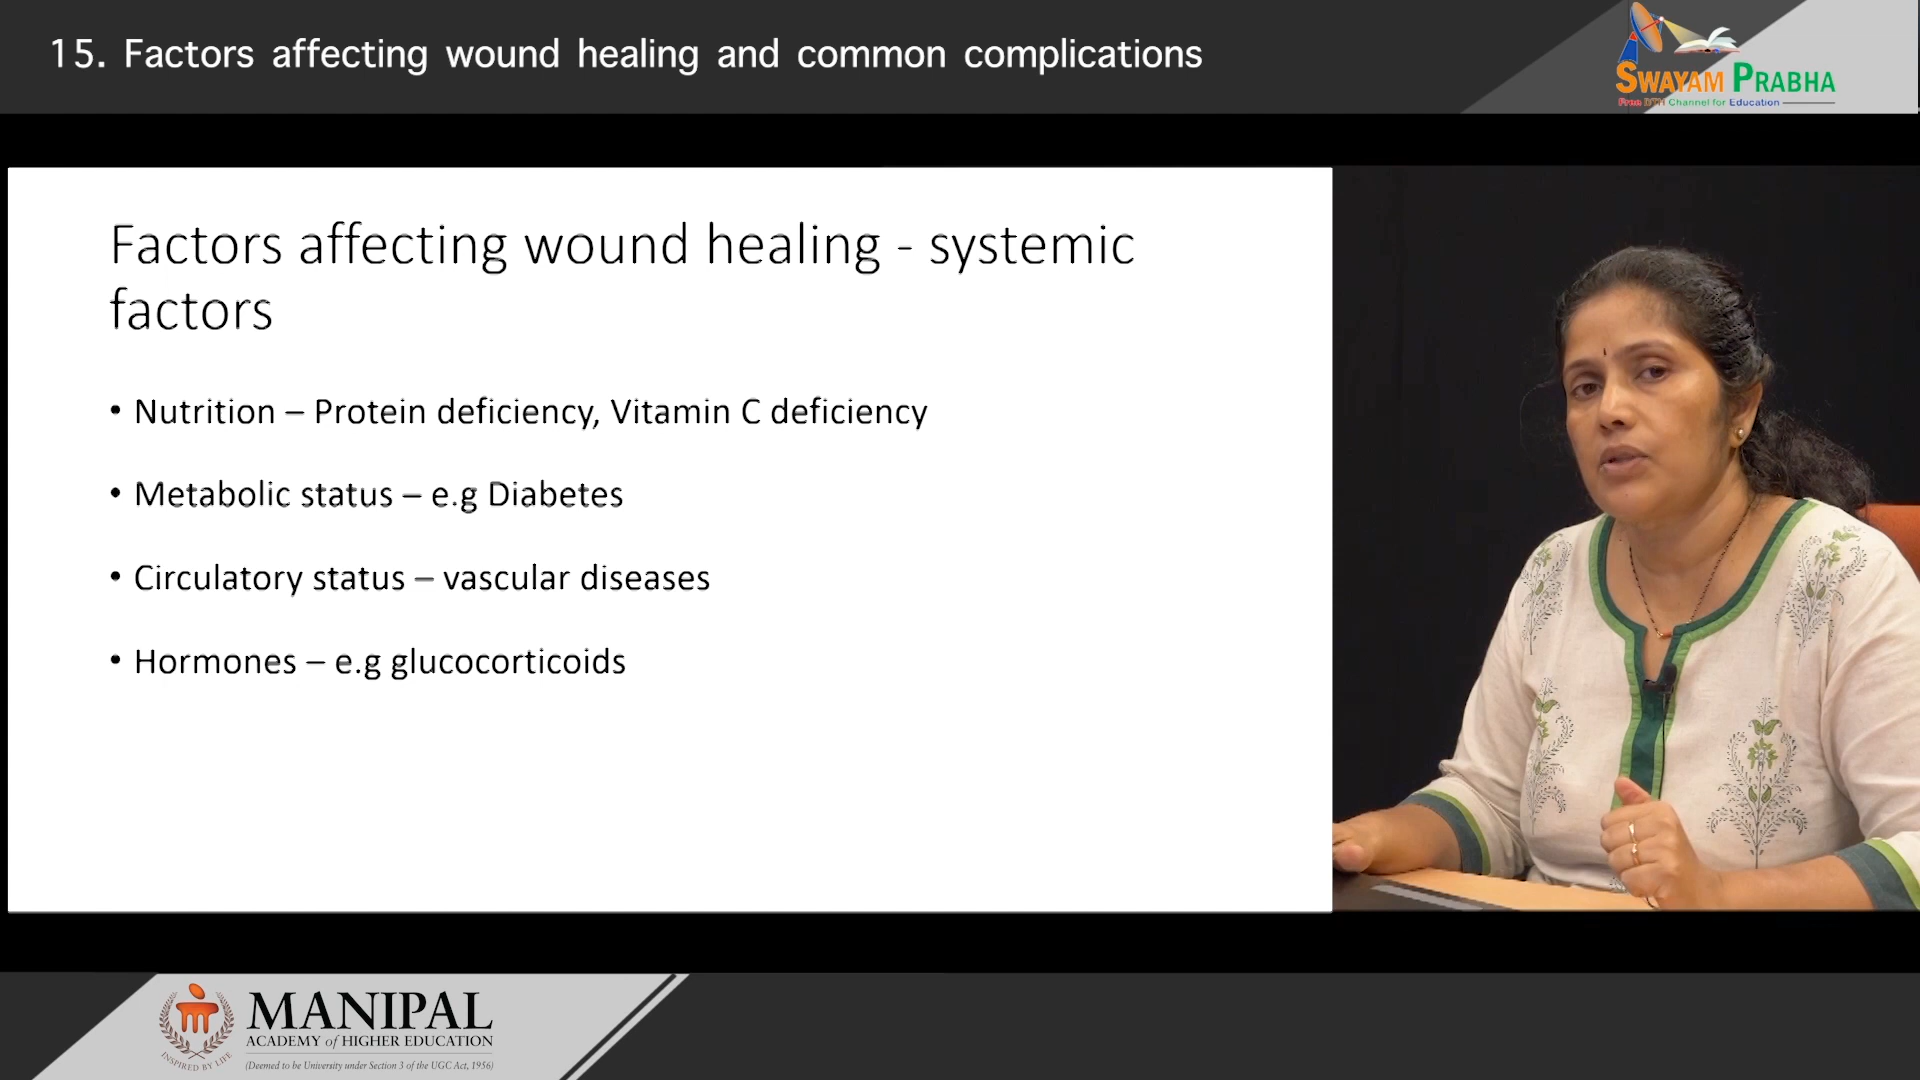 15. Factors affecting wound healing and common complications
SWAYAM PRABHA
Free DTH Channel for Education
Factors affecting wound healing - systemic
factors
• Nutrition – Protein deficiency, Vitamin C deficiency
• Metabolic status – e.g Diabetes
• Circulatory status – vascular diseases
• Hormones – e.g glucocorticoids
INSPIRED BY LIFE
MANIPAL
ACADEMY of HIGHER EDUCATION
(Deemed to be University under Section 3 of the UGC Act, 1956)